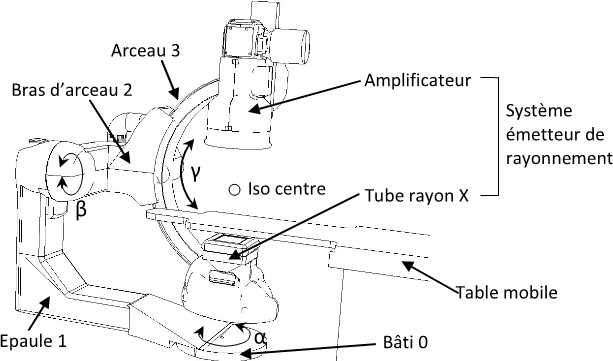 Arceau 3
Bras d’arceau 2
Amplificateur
Système
émetteur de
rayonnement
γ
Iso centre
Tube rayon X
β
Table mobile
Epaule 1
α
Bâti 0